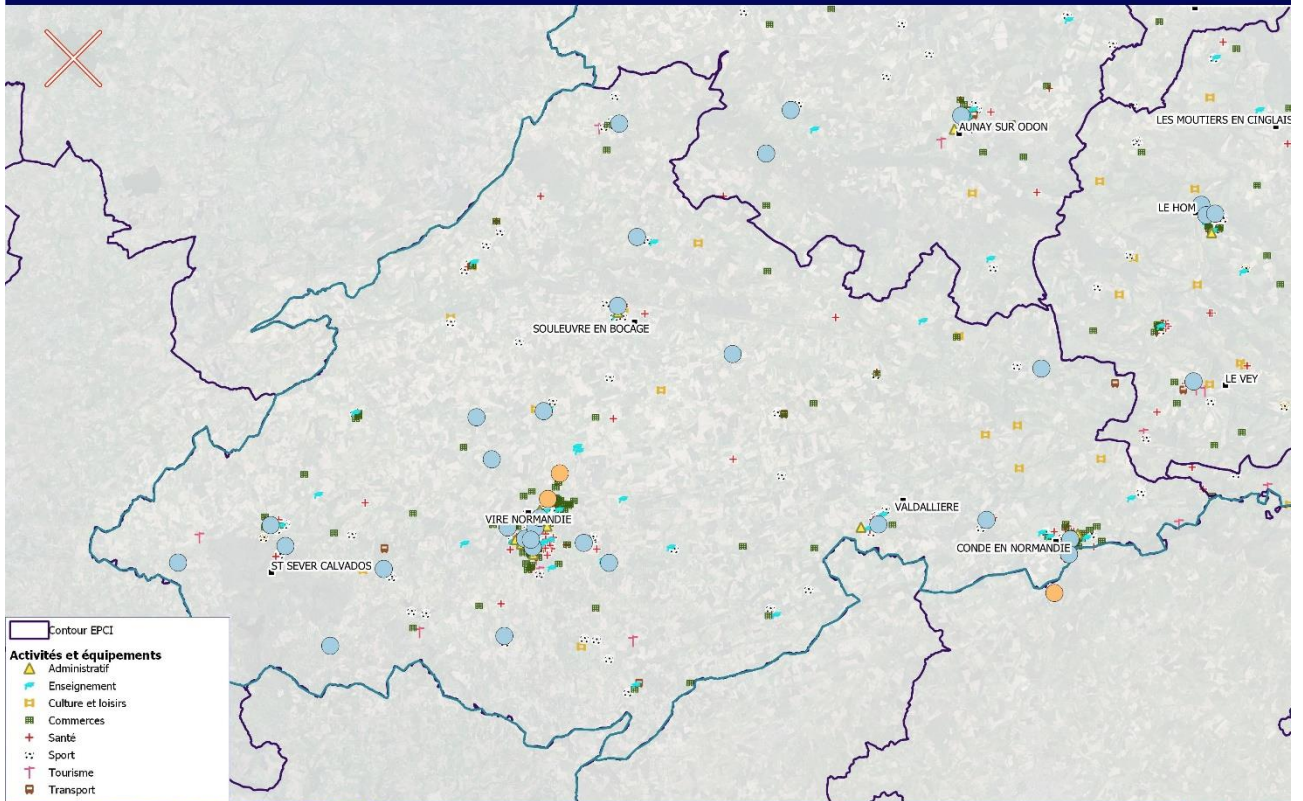 AUNAY SUR ODON
LES MOUTIERS EN CINGLAIS
LE HOM
SOULEUVRE EN BOCAGE
LE VEY
VIRE NORMANDIE
VALDALLIERE
CONDE EN NORMANDIE
ST SEVER CALVADOS
Contour EPCI
Activités et équipements
Administratif
Enseignement
Culture et loisirs
Commerces
Santé
Sport
Tourisme
Transport